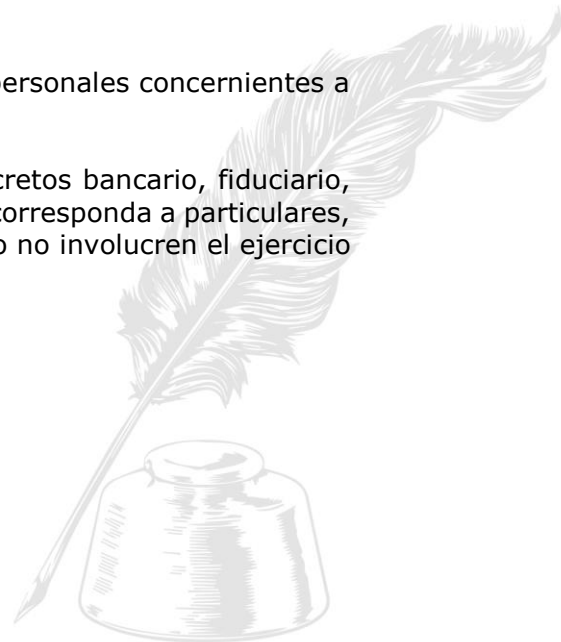 personales concernientes a
cretos bancario, fiduciario,
corresponda a particulares,
o no involucren el ejercicio